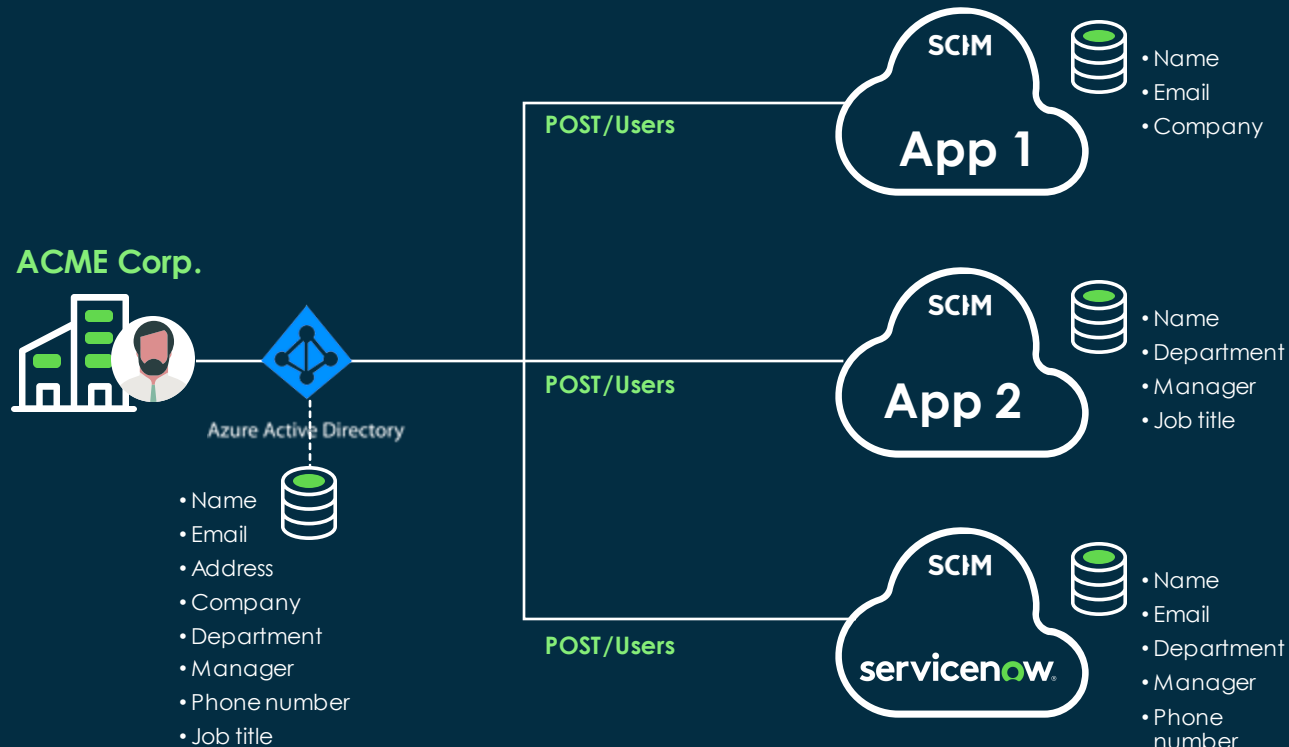 SCIM
App 1
• Name
• Email
• Company
POST/Users
ACME Corp.
Azure Active Directory
• Name
• Email
• Address
• Company
• Department
• Manager
• Phone number
• Job title
SCIM
App 2
• Name
• Department
• Manager
• Job title
POST/Users
SCIM
servicenow®
• Name
• Email
• Department
• Manager
• Phone
number
POST/Users